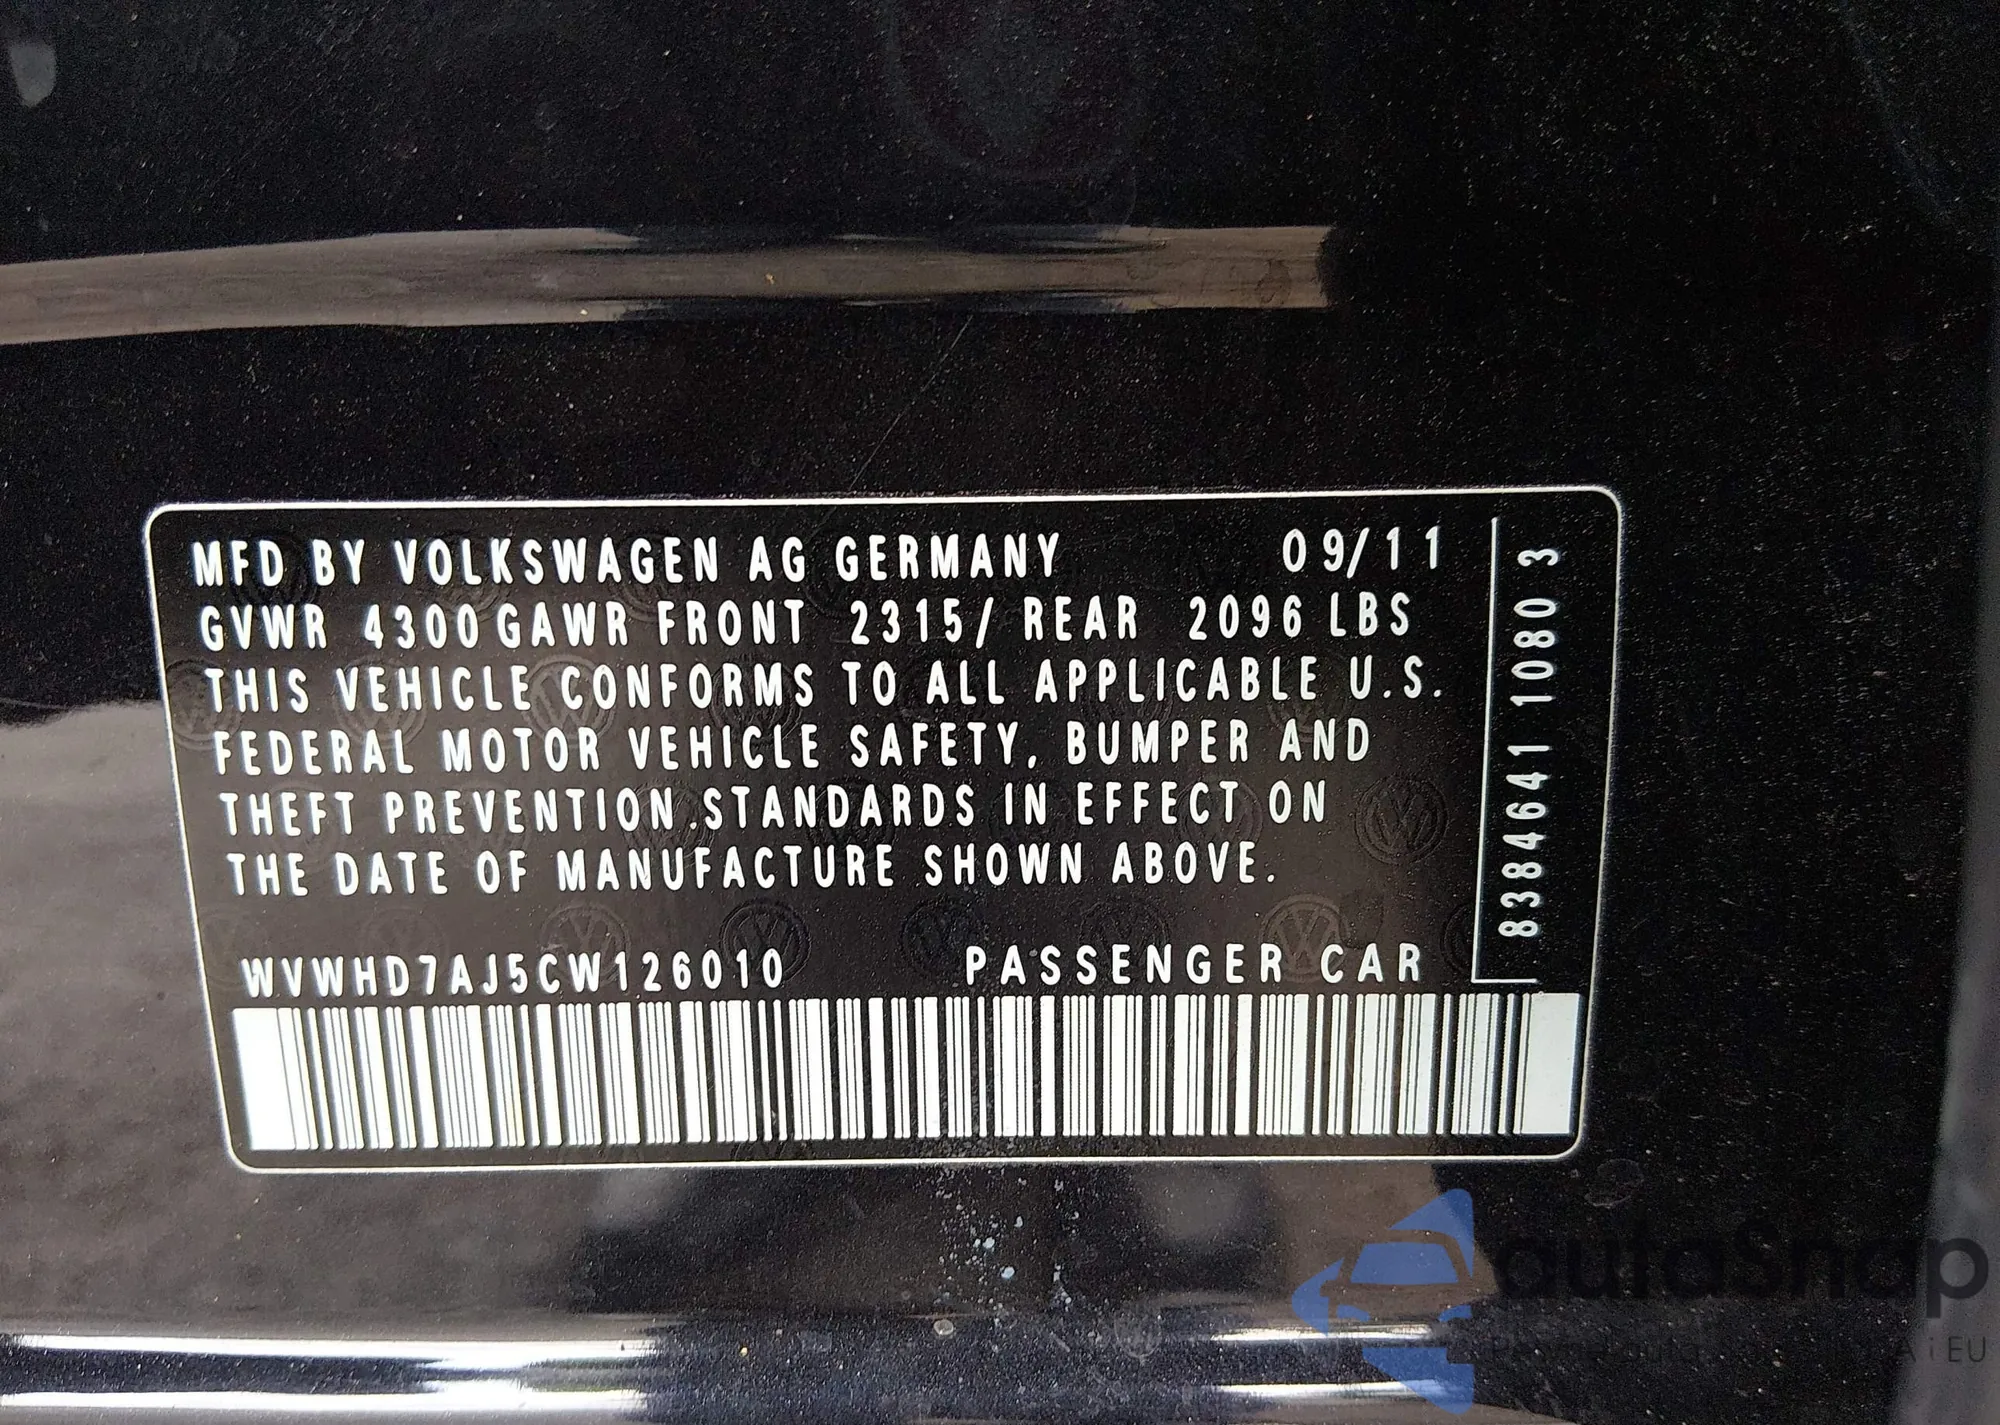 MFD BY VOLKSWAGEN AG GERMANY 09/11
GVWR 4300 GAWR FRONT 2315/ REAR 2096 LBS
THIS VEHICLE CONFORMS TO ALL APPLICABLE U.S.
FEDERAL MOTOR VEHICLE SAFETY, BUMPER AND
THEFT PREVENTION.STANDARDS IN EFFECT ON
THE DATE OF MANUFACTURE SHOWN ABOVE.
WVWHD7AJ5CW126010 PASSENGER CAR
8384641 1080 3
autaSnap
i EU